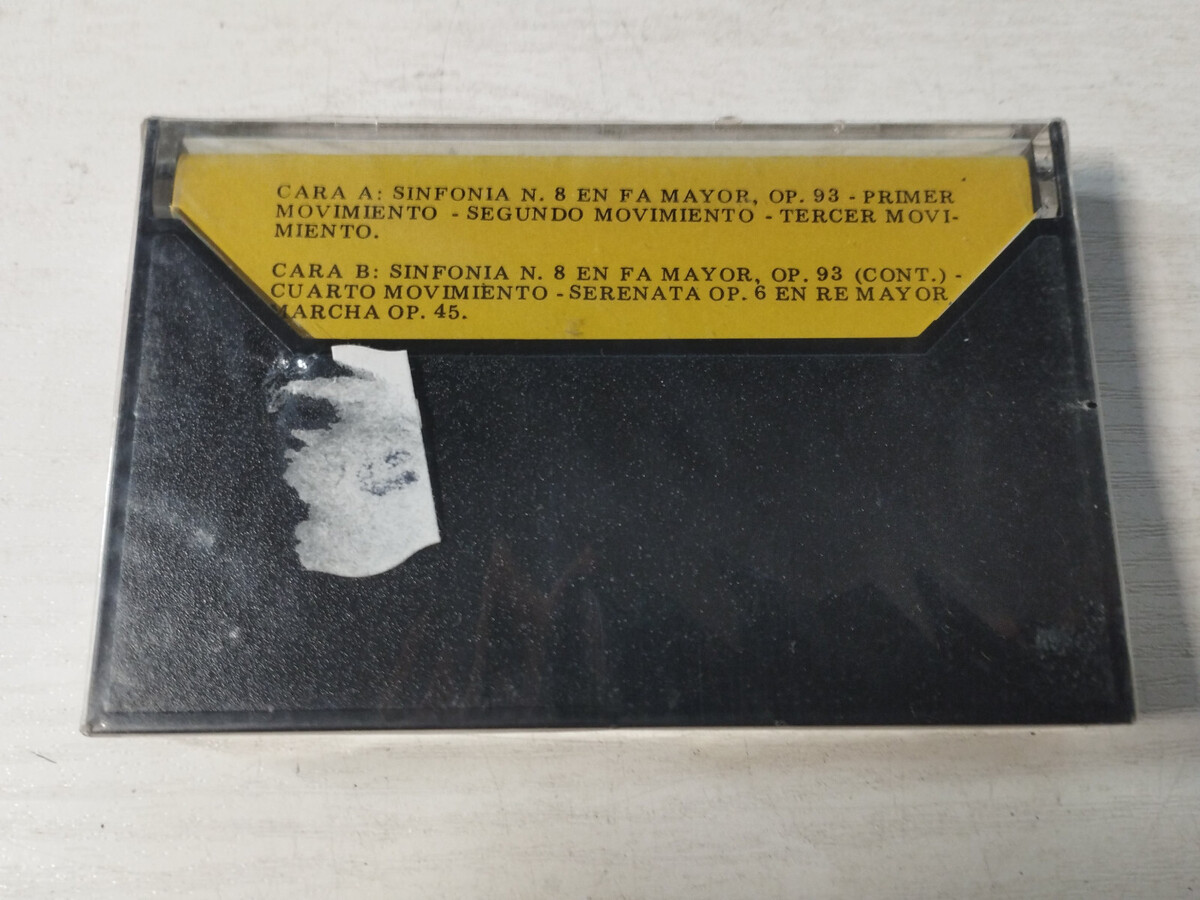 CARA A: SINFONIA N. 8 EN FA MAYOR, OP. 93 - PRIMER
MOVIMIENTO - SEGUNDO MOVIMIENTO - TERCER MOVI-
MIENTO.
CARA B: SINFONIA N. 8 EN FA MAYOR, OP. 93 (CONT.) -
CUARTO MOVIMIENTO - SERENATA OP. 6 EN RE MAYOR
MARCHA OP. 45.